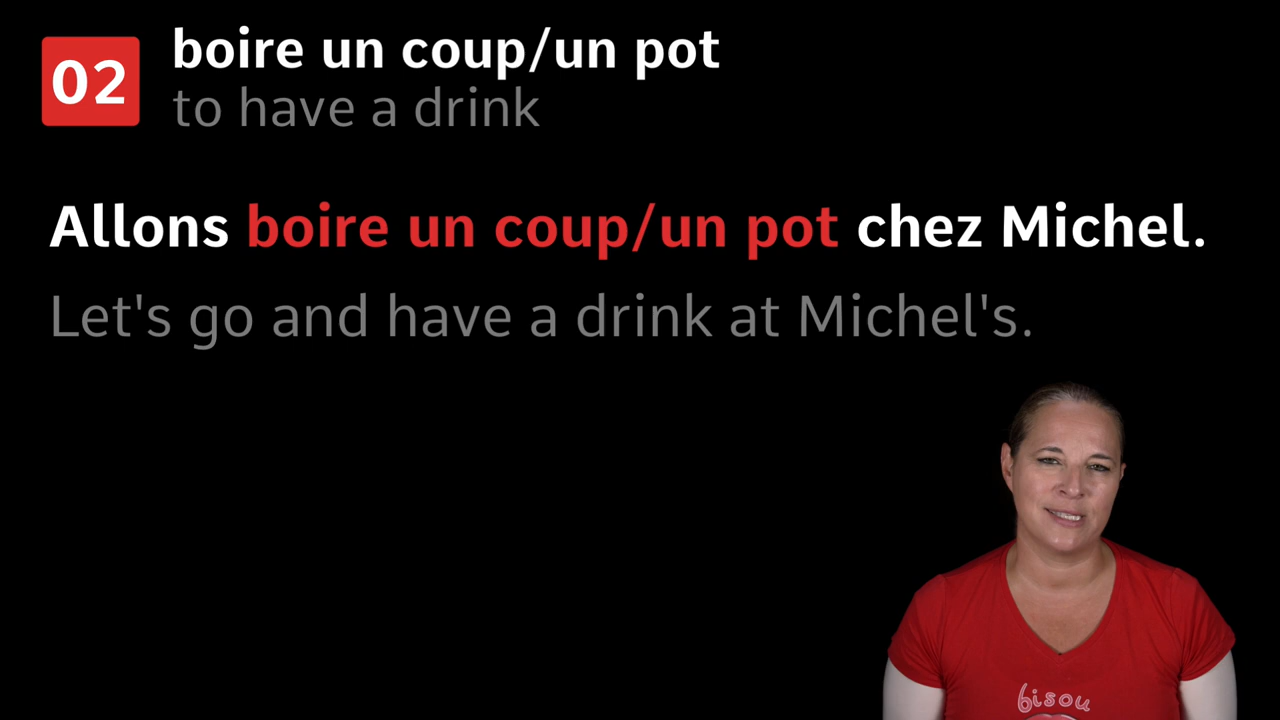 02
boire un coup/un pot
to have a drink
Allons boire un coup/un pot chez Michel.
Let's go and have a drink at Michel's.
bisou